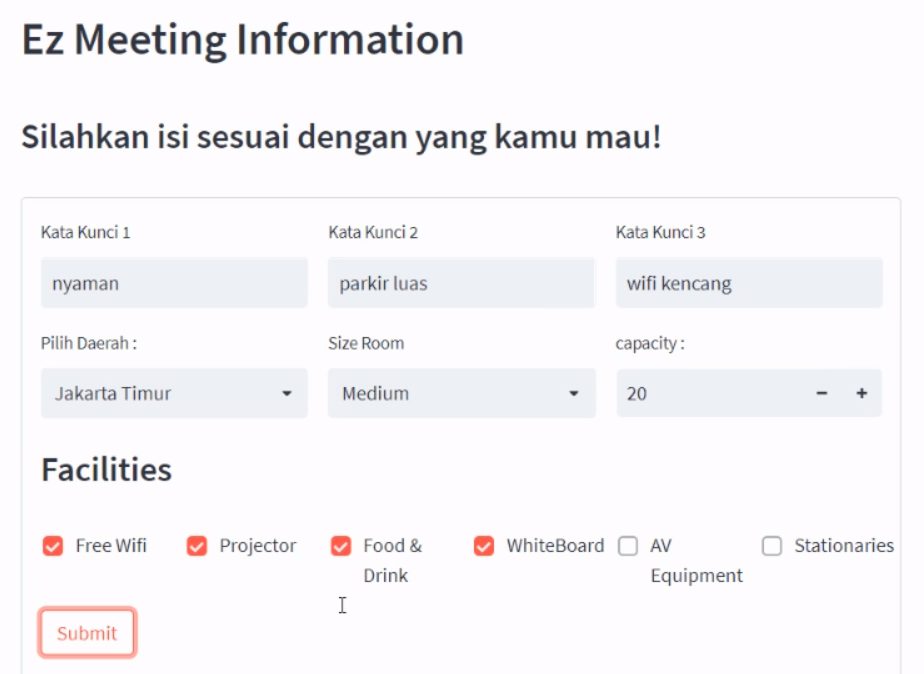 Ez Meeting Information
Silahkan isi sesuai dengan yang kamu mau!
Kata Kunci 1
Kata Kunci 2
Kata Kunci 3
nyaman
parkir luas
wifi kencang
Pilih Daerah :
Size Room
capacity :
Jakarta Timur
Medium
20
Facilities
Free Wifi
Projector
Food &
Drink
WhiteBoard
AV
Equipment
Stationaries
Submit